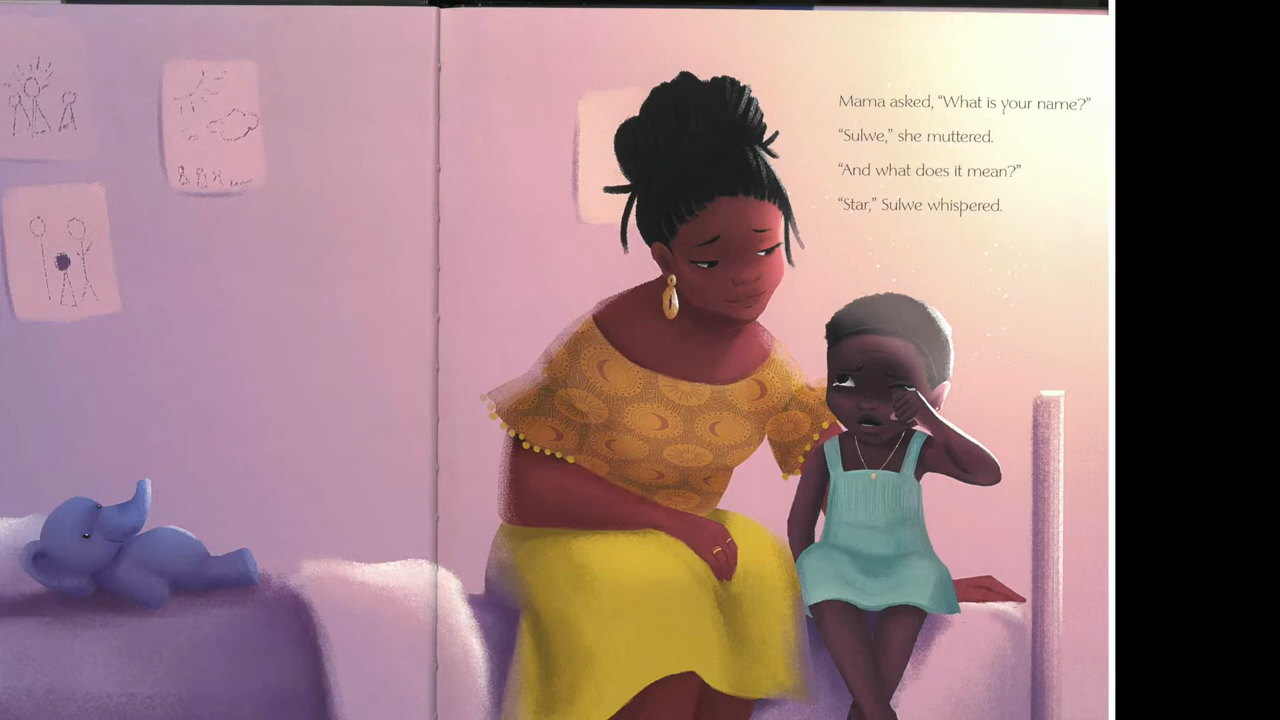 Mama asked, “What is your name?”
“Sulwe,” she muttered.
“And what does it mean?”
“Star,” Sulwe whispered.